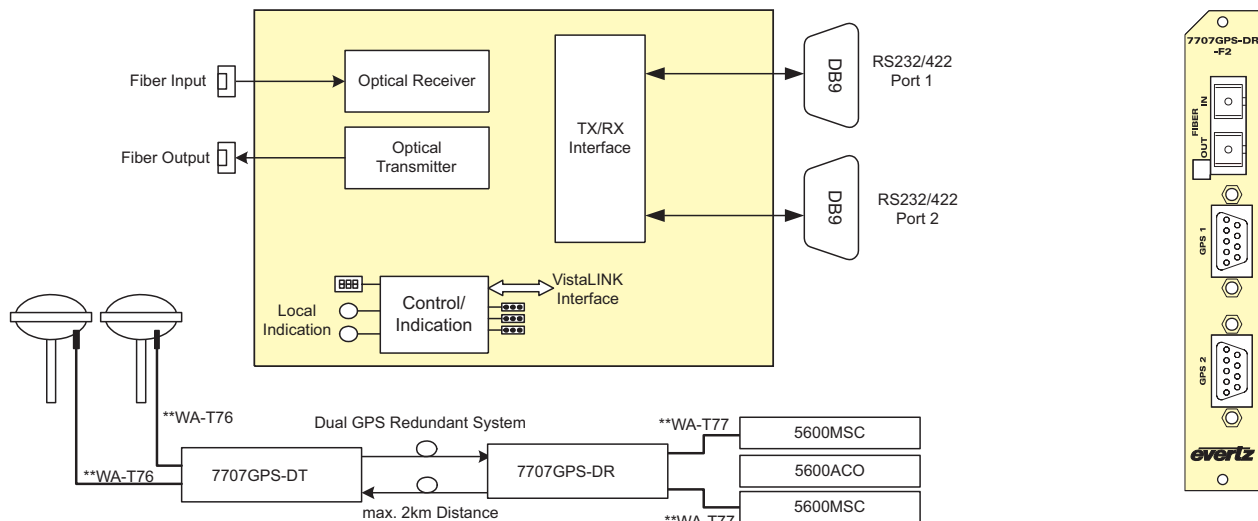 Fiber Input
Optical Receiver
Fiber Output
Optical
Transmitter
TX/RX
Interface
DB9
RS232/422
Port 1
DB9
RS232/422
Port 2
VistaLINK
Interface
Control/
Indication
Local
Indication
**WA-T76
**WA-T76
7707GPS-DT
Dual GPS Redundant System
max. 2km Distance
7707GPS-DR
**WA-T77
**WA-T77
5600MSC
5600ACO
5600MSC
7707GPS-DR
-F2
FIBER
IN
OUT
GPS 1
GPS 2
evertz